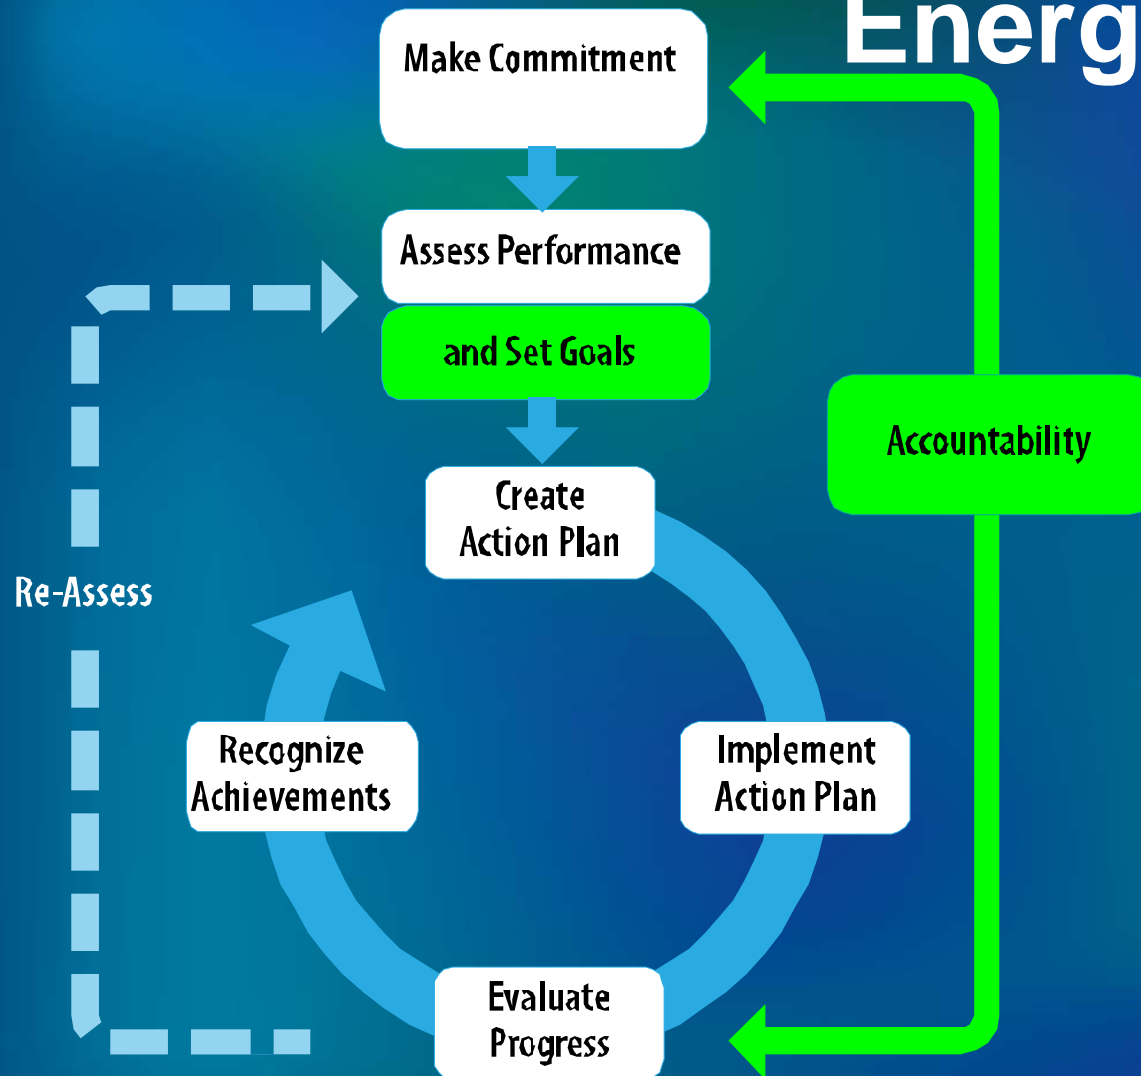 Energ
Make Commitment
Assess Performance
and Set Goals
Accountability
Create
Action Plan
Re-Assess
Recognize
Achievements
Implement
Action Plan
Evaluate
Progress